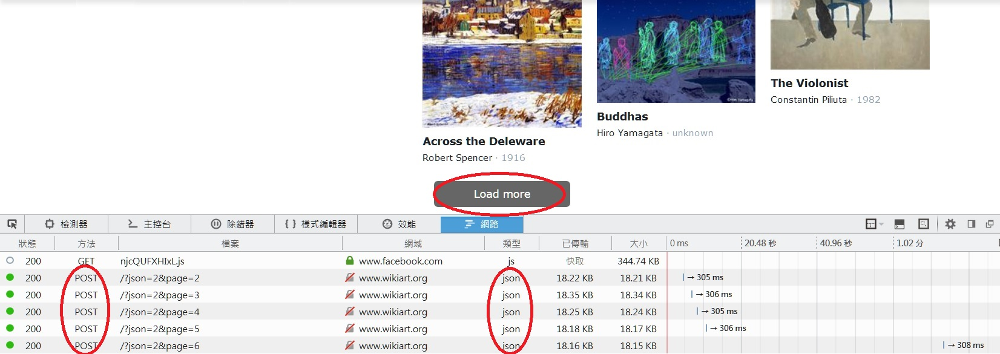 The Violonist
Constantin Piliuta · 1982
Buddhas
Hiro Yamagata · unknown
Across the Deleware
Robert Spencer · 1916
Load more
檢測器 主控台 除錯器 { } 樣式編輯器 效能 網路
狀態 方法 檔案 網域 類型 已傳輸 大小 0 ms 20.48 秒 40.96 秒 1.02 分
200 GET njcQUFXHIxL.js www.facebook.com js 快取 344.74 KB
200 POST /?json=2&page=2 www.wikiart.org json 18.22 KB 18.21 KB → 305 ms
200 POST /?json=2&page=3 www.wikiart.org json 18.35 KB 18.34 KB → 306 ms
200 POST /?json=2&page=4 www.wikiart.org json 18.25 KB 18.24 KB → 305 ms
200 POST /?json=2&page=5 www.wikiart.org json 18.18 KB 18.17 KB → 306 ms
200 POST /?json=2&page=6 www.wikiart.org json 18.16 KB 18.15 KB → 308 ms